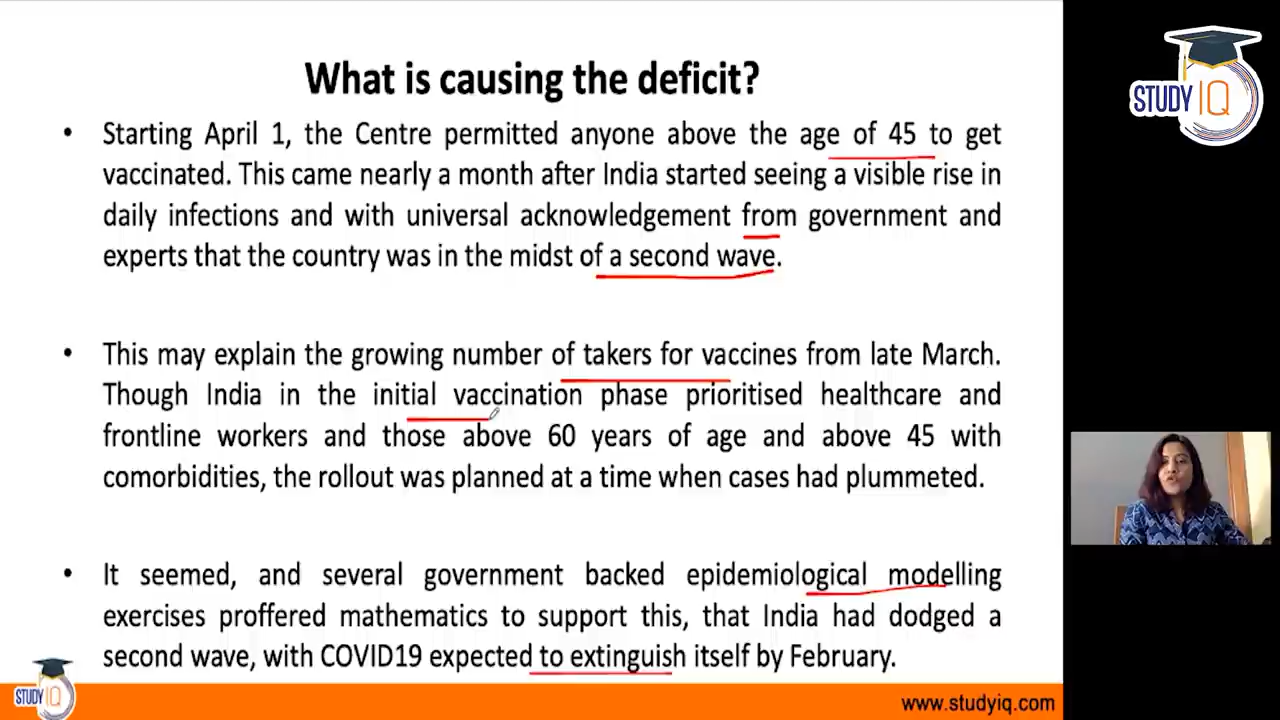 What is causing the deficit?
STUDY IQ
• Starting April 1, the Centre permitted anyone above the age of 45 to get
vaccinated. This came nearly a month after India started seeing a visible rise in
daily infections and with universal acknowledgement from government and
experts that the country was in the midst of a second wave.
• This may explain the growing number of takers for vaccines from late March.
Though India in the initial vaccination phase prioritised healthcare and
frontline workers and those above 60 years of age and above 45 with
comorbidities, the rollout was planned at a time when cases had plummeted.
• It seemed, and several government backed epidemiological modelling
exercises proffered mathematics to support this, that India had dodged a
second wave, with COVID19 expected to extinguish itself by February.
STUDY IQ
www.studyiq.com